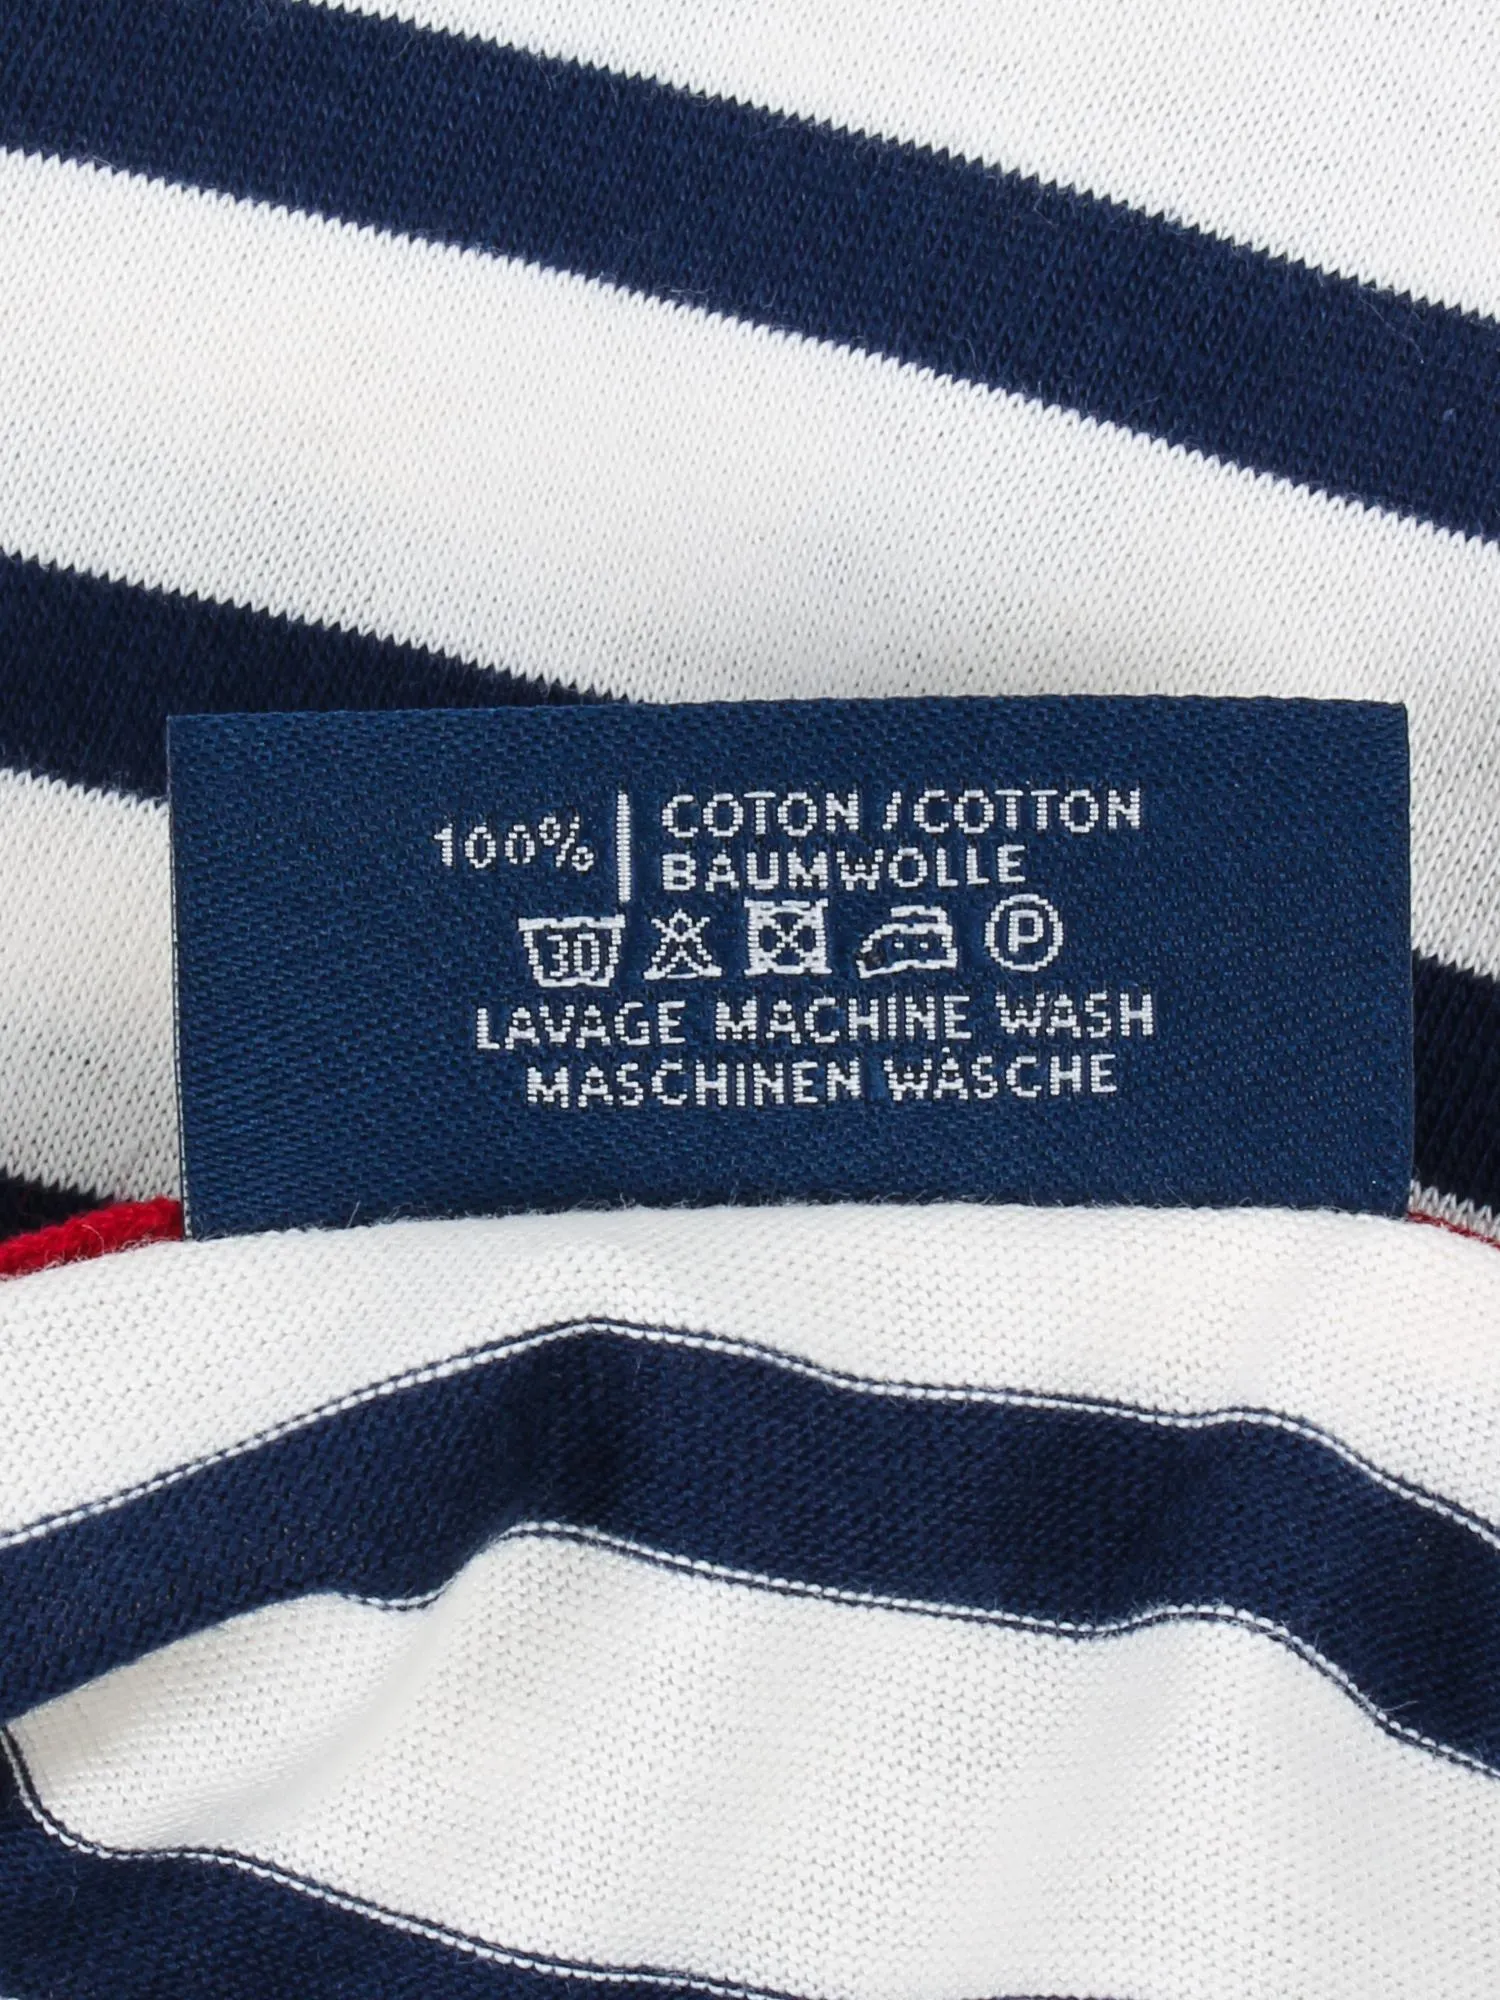 100% COTON / COTTON
BAUMWOLLE
30 P
LAVAGE MACHINE WASH
MASCHINEN WÄSCHE